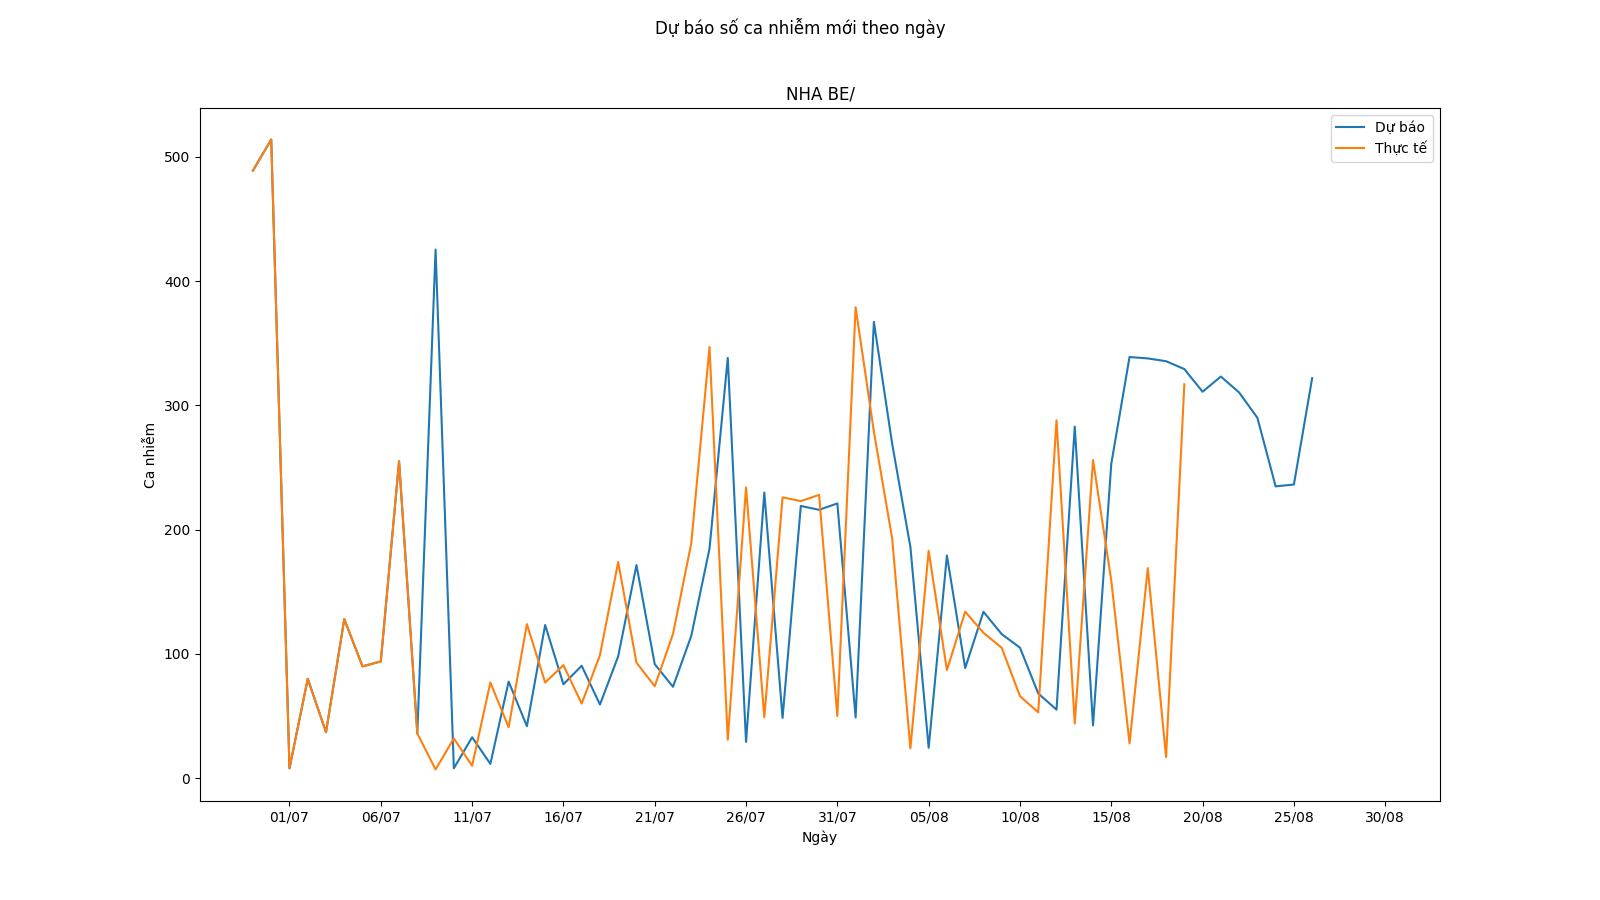 Dự báo số ca nhiễm mới theo ngày
NHA BE/
Dự báo
Thực tế
500
400
300
200
100
0
Ca nhiễm
01/07 06/07 11/07 16/07 21/07 26/07 31/07 05/08 10/08 15/08 20/08 25/08 30/08
Ngày